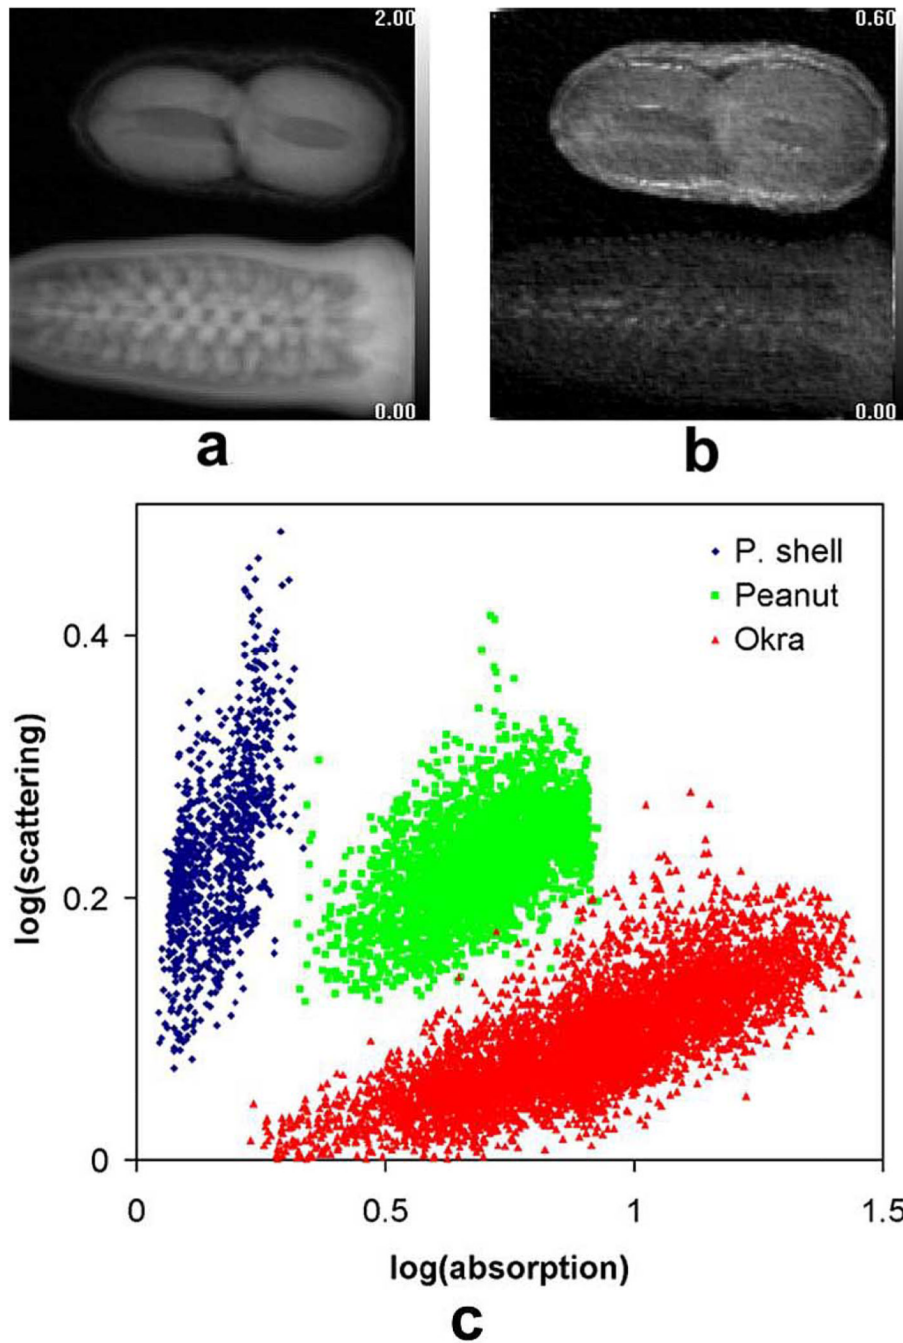 2.00
0.60
0.00
0.00
a
b
P. shell
Peanut
Okra
0.4
0.2
0
log(scattering)
0
0.5
1
1.5
log(absorption)
c